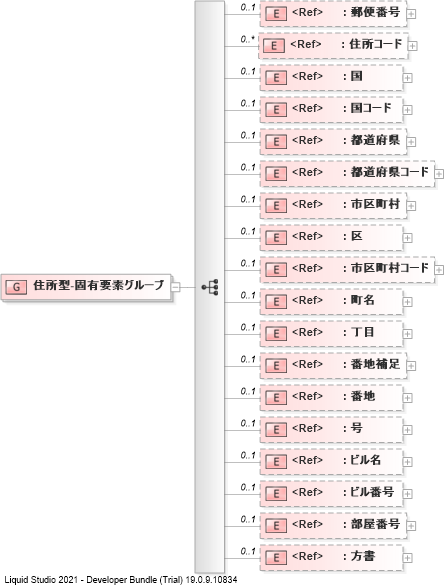 0..1
E <Ref> : 郵便番号
0..*
E <Ref> : 住所コード
0..1
E <Ref> : 国
0..1
E <Ref> : 国コード
0..1
E <Ref> : 都道府県
0..1
E <Ref> : 都道府県コード
0..1
E <Ref> : 市区町村
0..1
E <Ref> : 区
0..1
E <Ref> : 市区町村コード
G 住所型-固有要素グループ
0..1
E <Ref> : 町名
0..1
E <Ref> : 丁目
0..1
E <Ref> : 番地補足
0..1
E <Ref> : 番地
0..1
E <Ref> : 号
0..1
E <Ref> : ビル名
0..1
E <Ref> : ビル番号
0..1
E <Ref> : 部屋番号
0..1
E <Ref> : 方書
Liquid Studio 2021 - Developer Bundle (Trial) 19.0.9.10834